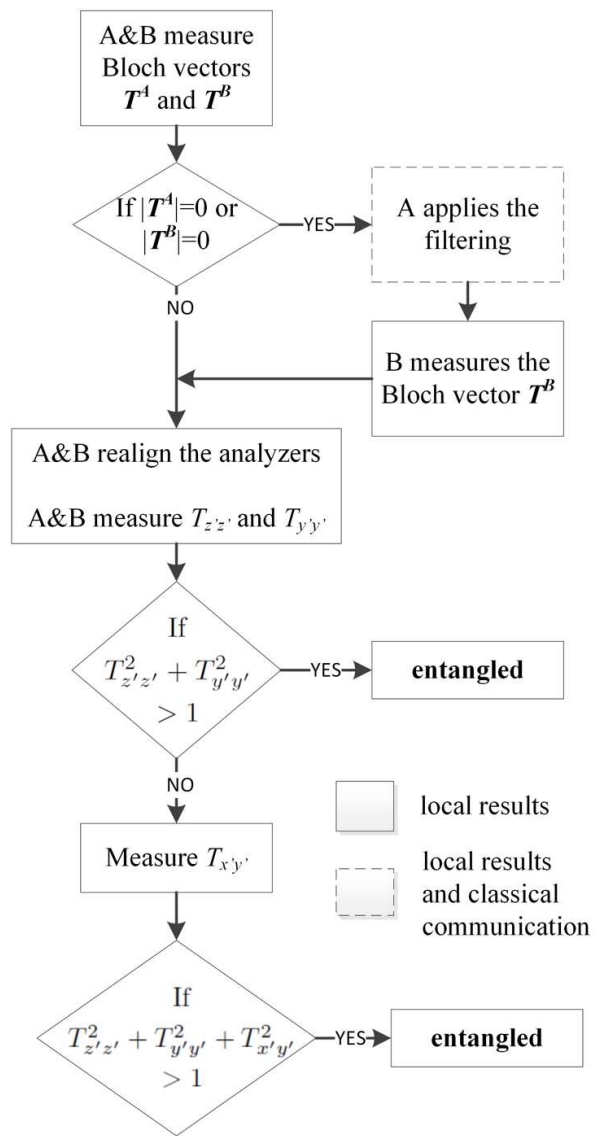 A&B measure
Bloch vectors
T^A and T^B
If |T^A|=0 or
|T^B|=0
YES
A applies the
filtering
NO
B measures the
Bloch vector T^B
A&B realign the analyzers
A&B measure T_{z'z'} and T_{y'y'}
If
T^2_{z'z'} + T^2_{y'y'}
> 1
YES
entangled
NO
local results
Measure T_{x'y'}
local results
and classical
communication
If
T^2_{z'z'} + T^2_{y'y'} + T^2_{x'y'}
> 1
YES
entangled